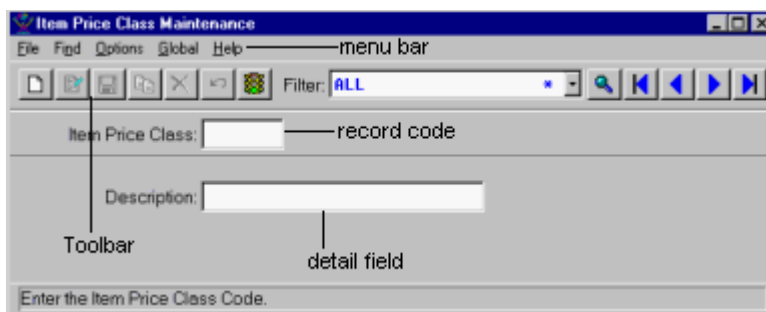 Item Price Class Maintenance
File Find Options Global Help menu bar
Filter: ALL *
Item Price Class: record code
Description:
Toolbar detail field
Enter the Item Price Class Code.